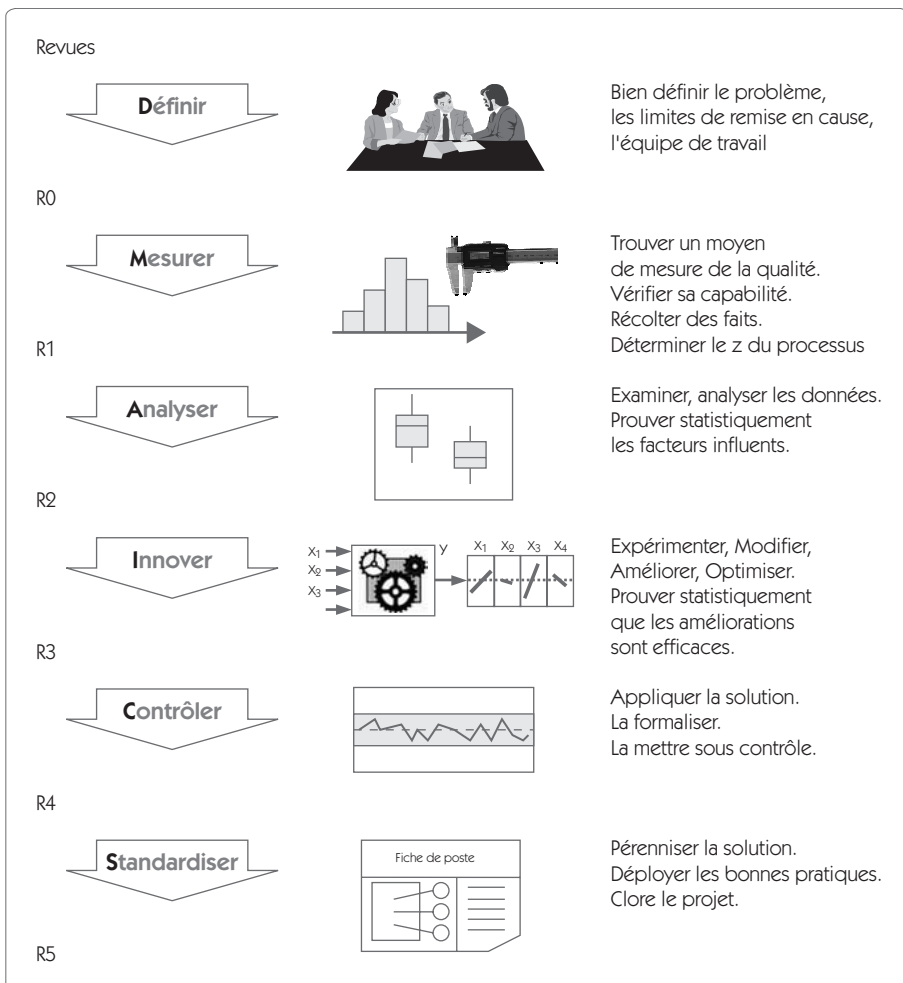 Revues
Définir
Bien définir le problème,
les limites de remise en cause,
l'équipe de travail
R0
Mesurer
Trouver un moyen
de mesure de la qualité.
Vérifier sa capabilité.
Récolter des faits.
Déterminer le z du processus
R1
Analyser
Examiner, analyser les données.
Prouver statistiquement
les facteurs influents.
R2
Innover
X1
X2
X3
Y
X1 X2 X3 X4
Expérimenter, Modifier,
Améliorer, Optimiser.
Prouver statistiquement
que les améliorations
sont efficaces.
R3
Contrôler
Appliquer la solution.
La formaliser.
La mettre sous contrôle.
R4
Standardiser
Fiche de poste
Pérenniser la solution.
Déployer les bonnes pratiques.
Clore le projet.
R5